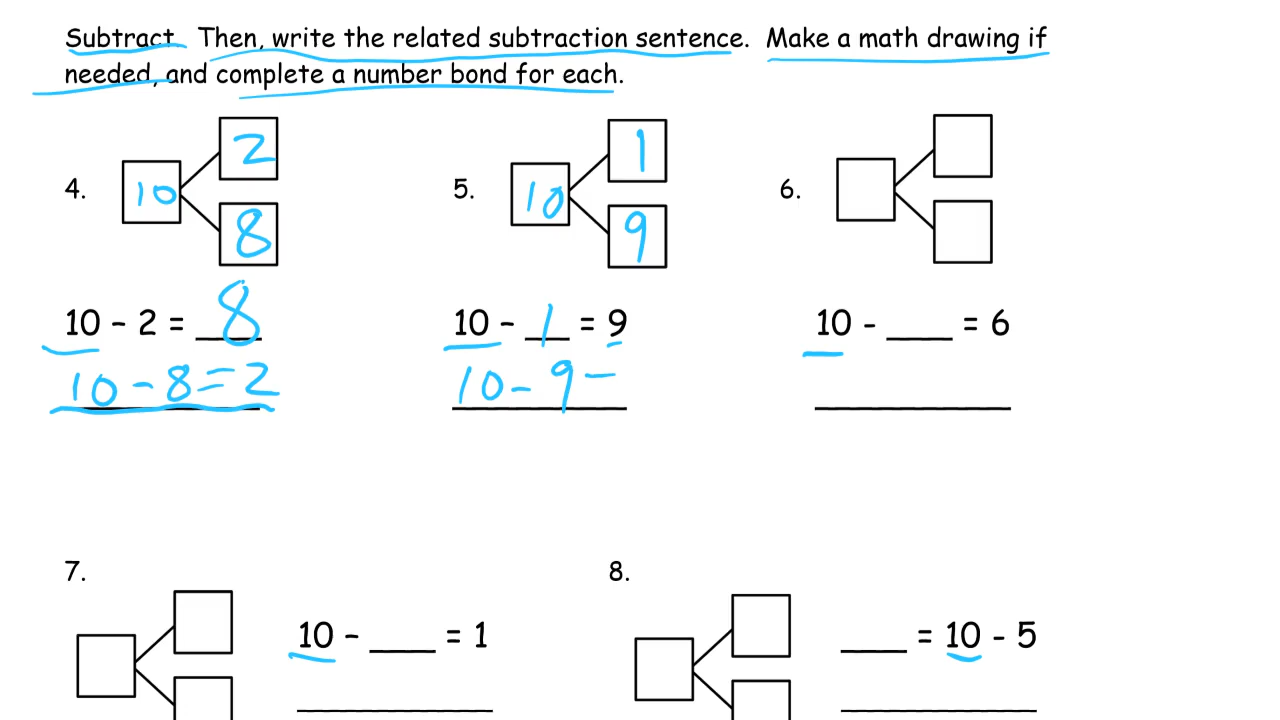 Subtract. Then, write the related subtraction sentence. Make a math drawing if
needed, and complete a number bond for each.
4. 10 2 8
5. 10 1 9
6.
10 - 2 = 8
10 - 1 = 9
10 - ____ = 6
10 - 8 = 2
10 - 9 -
7.
8.
10 - ____ = 1
____ = 10 - 5